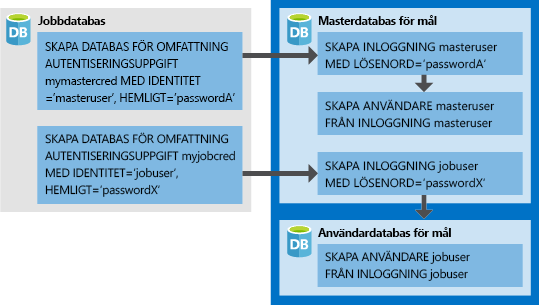 DB
Jobbdatabas
SKAPA DATABAS FÖR OMFATTNING
AUTENTISERINGSUPPGIFT
mymastercred MED IDENTITET
=‘masteruser’, HEMLIGT=‘passwordA’
SKAPA DATABAS FÖR OMFATTNING
AUTENTISERINGSUPPGIFT myjobcred
MED IDENTITET=‘jobuser’,
HEMLIGT=‘passwordX’
DB
Masterdatabas för mål
SKAPA INLOGGNING masteruser
MED LÖSENORD=‘passwordA’
SKAPA ANVÄNDARE masteruser
FRÅN INLOGGNING masteruser
SKAPA INLOGGNING jobuser
MED LÖSENORD=‘passwordX’
DB
Användardatabas för mål
SKAPA ANVÄNDARE jobuser
FRÅN INLOGGNING jobuser